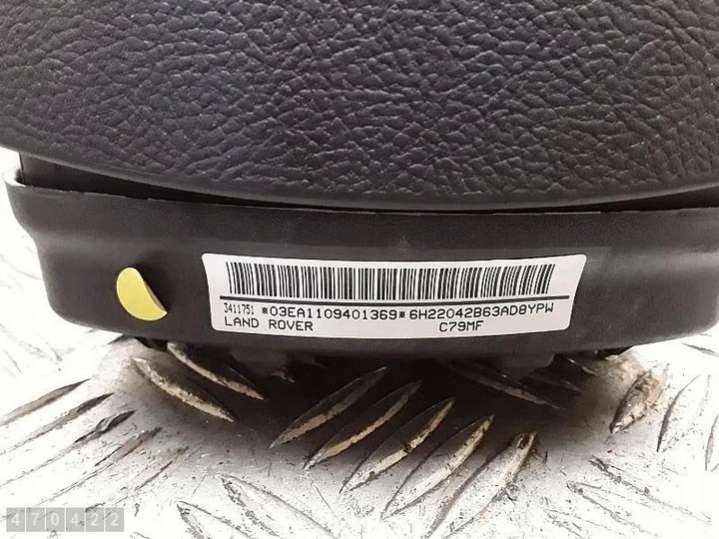 3411751 *03EA1109401369* 6H22042B63AD8YPW
LAND ROVER C79MF
470422